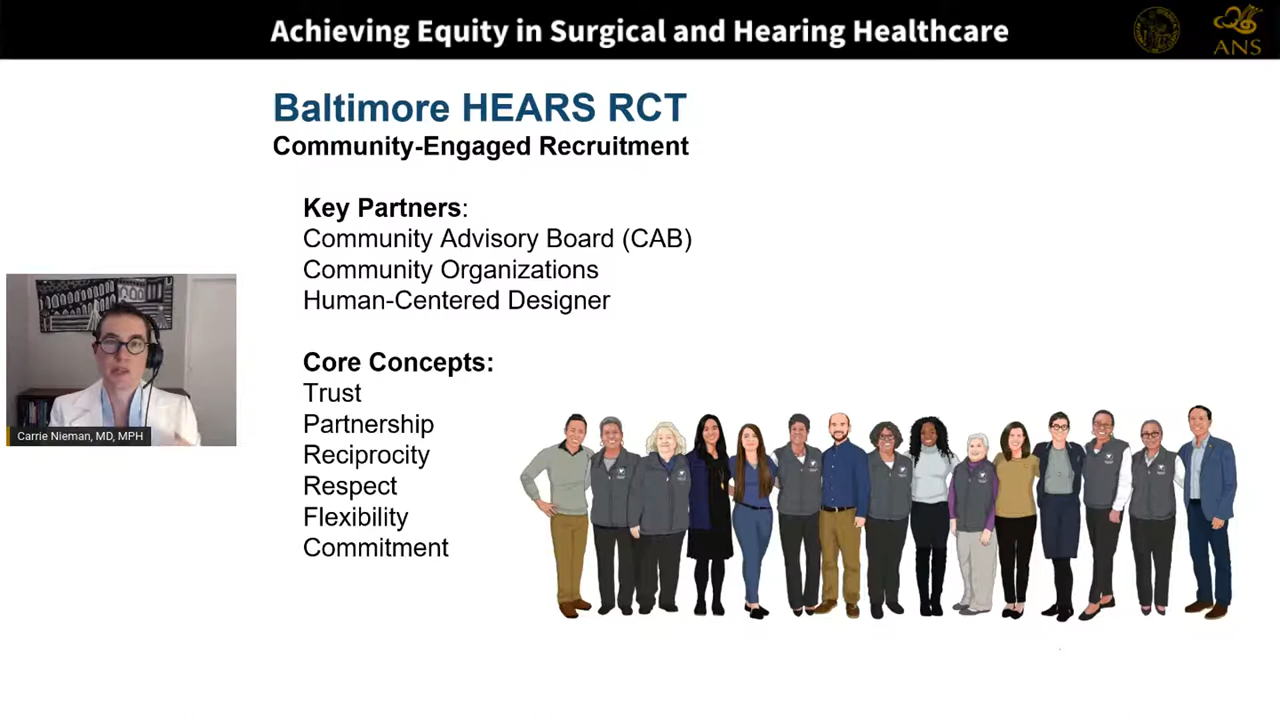 Achieving Equity in Surgical and Hearing Healthcare
ANS
Baltimore HEARS RCT
Community-Engaged Recruitment
Key Partners:
Community Advisory Board (CAB)
Community Organizations
Human-Centered Designer
Core Concepts:
Trust
Partnership
Reciprocity
Respect
Flexibility
Commitment
Carrie Nieman, MD, MPH